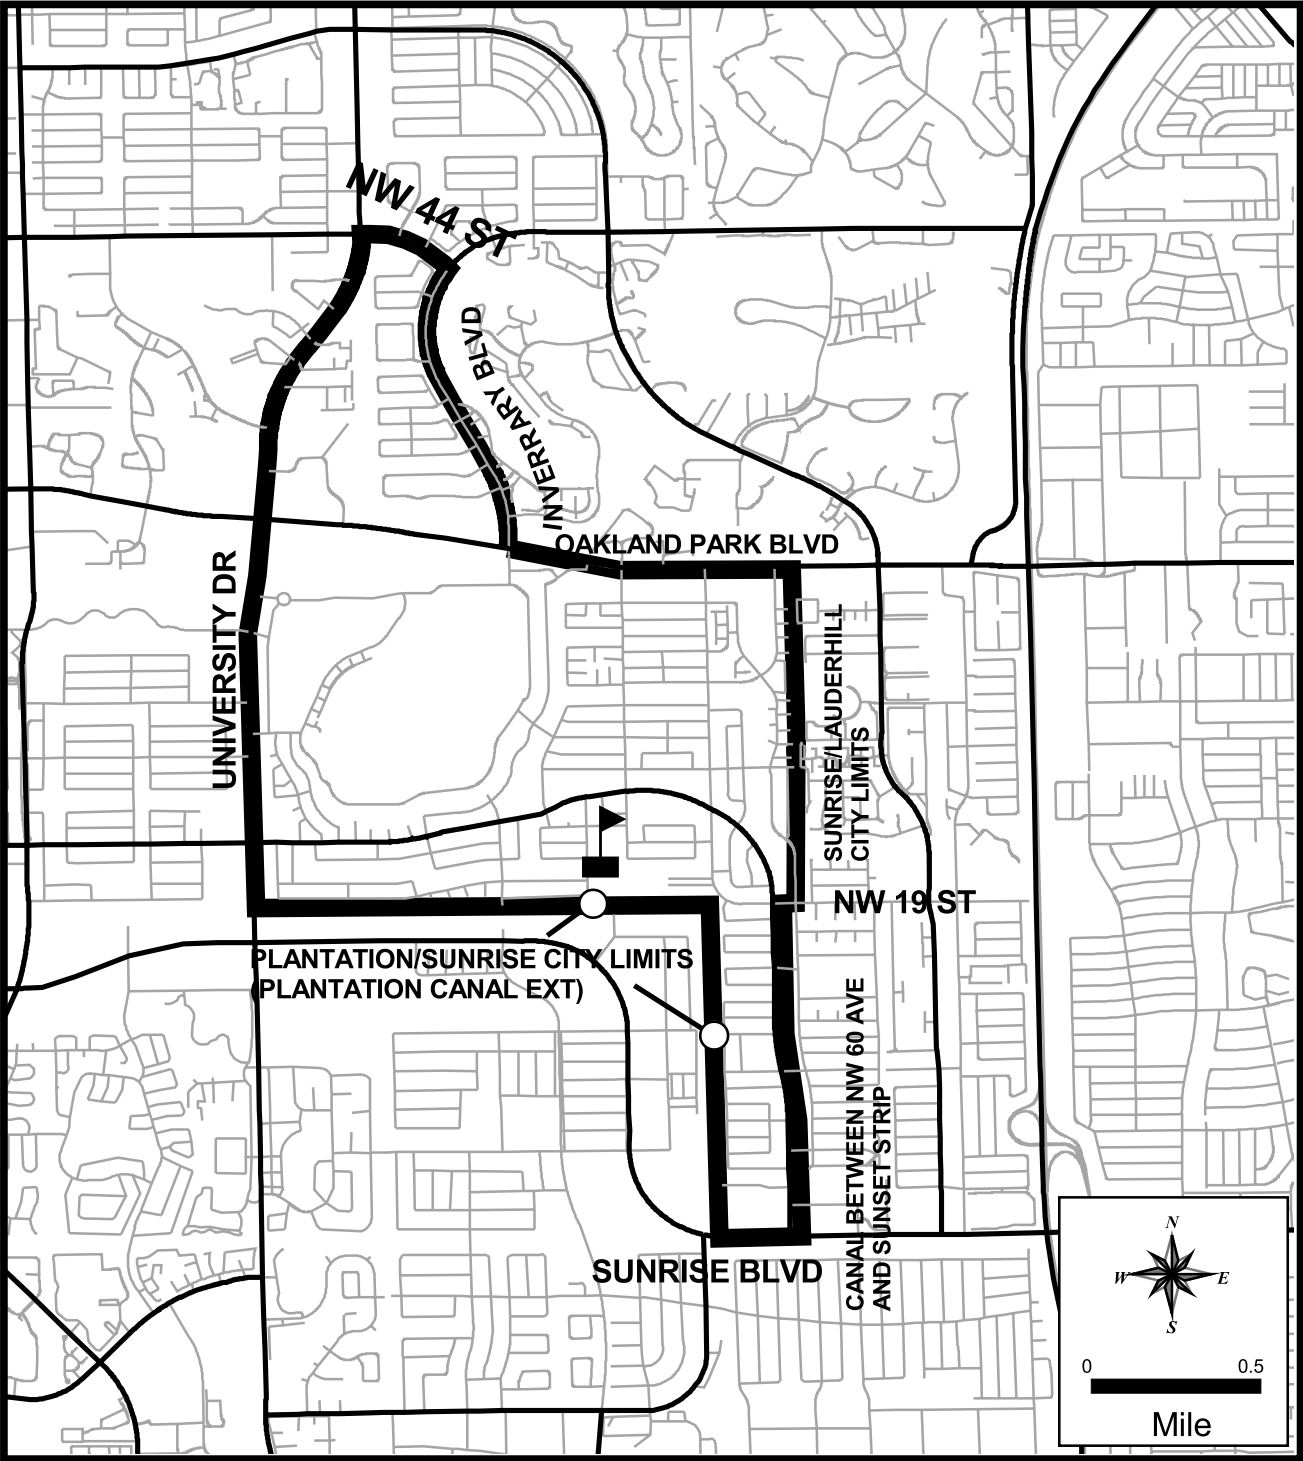 NW 44 ST
INVERRARY BLVD
OAKLAND PARK BLVD
UNIVERSITY DR
SUNRISE/LAUDERHILL
CITY LIMITS
NW 19 ST
PLANTATION/SUNRISE CITY LIMITS
(PLANTATION CANAL EXT)
CANAL BETWEEN NW 60 AVE
AND SUNSET STRIP
SUNRISE BLVD
N
W
E
S
0 0.5
Mile